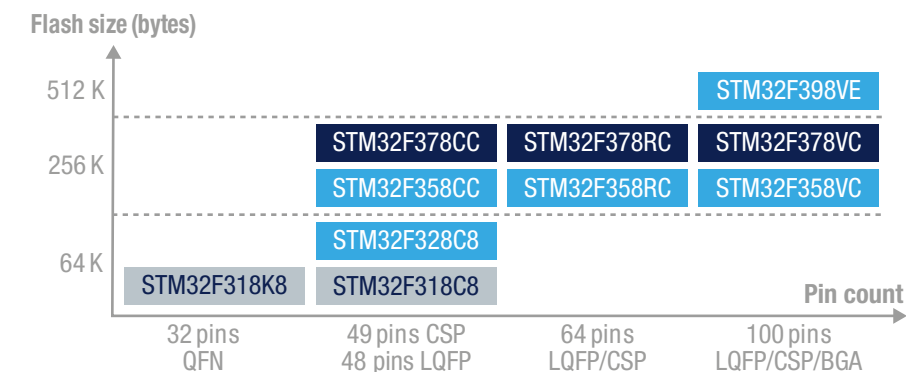 Flash size (bytes)
512 K
STM32F398VE
256 K
STM32F378CC
STM32F378RC
STM32F378VC
STM32F358CC
STM32F358RC
STM32F358VC
64 K
STM32F328C8
STM32F318K8
STM32F318C8
Pin count
32 pins
QFN
49 pins CSP
48 pins LQFP
64 pins
LQFP/CSP
100 pins
LQFP/CSP/BGA